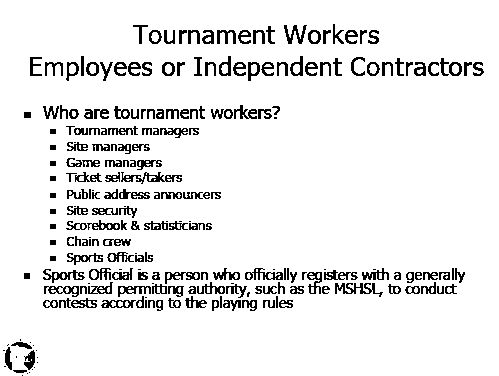 Tournament Workers
Employees or Independent Contractors
Who are tournament workers?
Tournament managers
Site managers
Game managers
Ticket sellers/takers
Public address announcers
Site security
Scorebook & statisticians
Chain crew
Sports Officials
Sports Official is a person who officially registers with a generally
recognized permitting authority, such as the MSHSL, to conduct
contests according to the playing rules